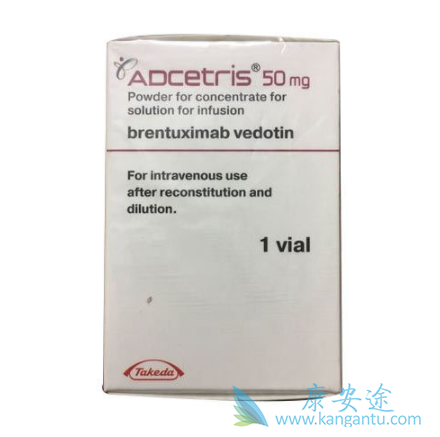 ADCETRIS® 50 mg
Powder for concentrate for
solution for infusion
brentuximab vedotin
For intravenous use
after reconstitution and
dilution.
1 vial
Takeda
康安途
www.kangantu.com